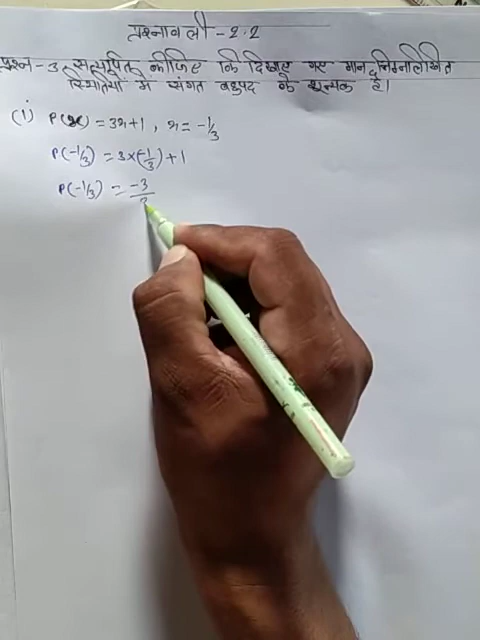 प्रश्नावली - 2.2
प्रश्न - 3. सत्यापित कीजिए कि दिखाए गए मान निम्नलिखित
स्थितियों में संगत बहुपद के शून्यक है।
(i) P(x) = 3x+1 , x = -1/3
P(-1/3) = 3×(-1/3) + 1
P(-1/3) = -3/3